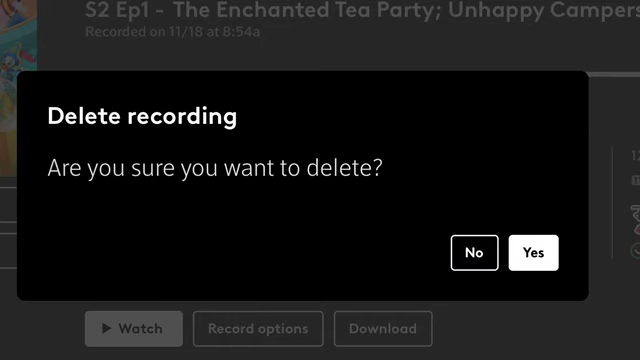 S2 Ep1 - The Enchanted Tea Party; Unhappy Campers
Recorded on 11/18 at 8:54a
Delete recording
Are you sure you want to delete?
No
Yes
Watch
Record options
Download